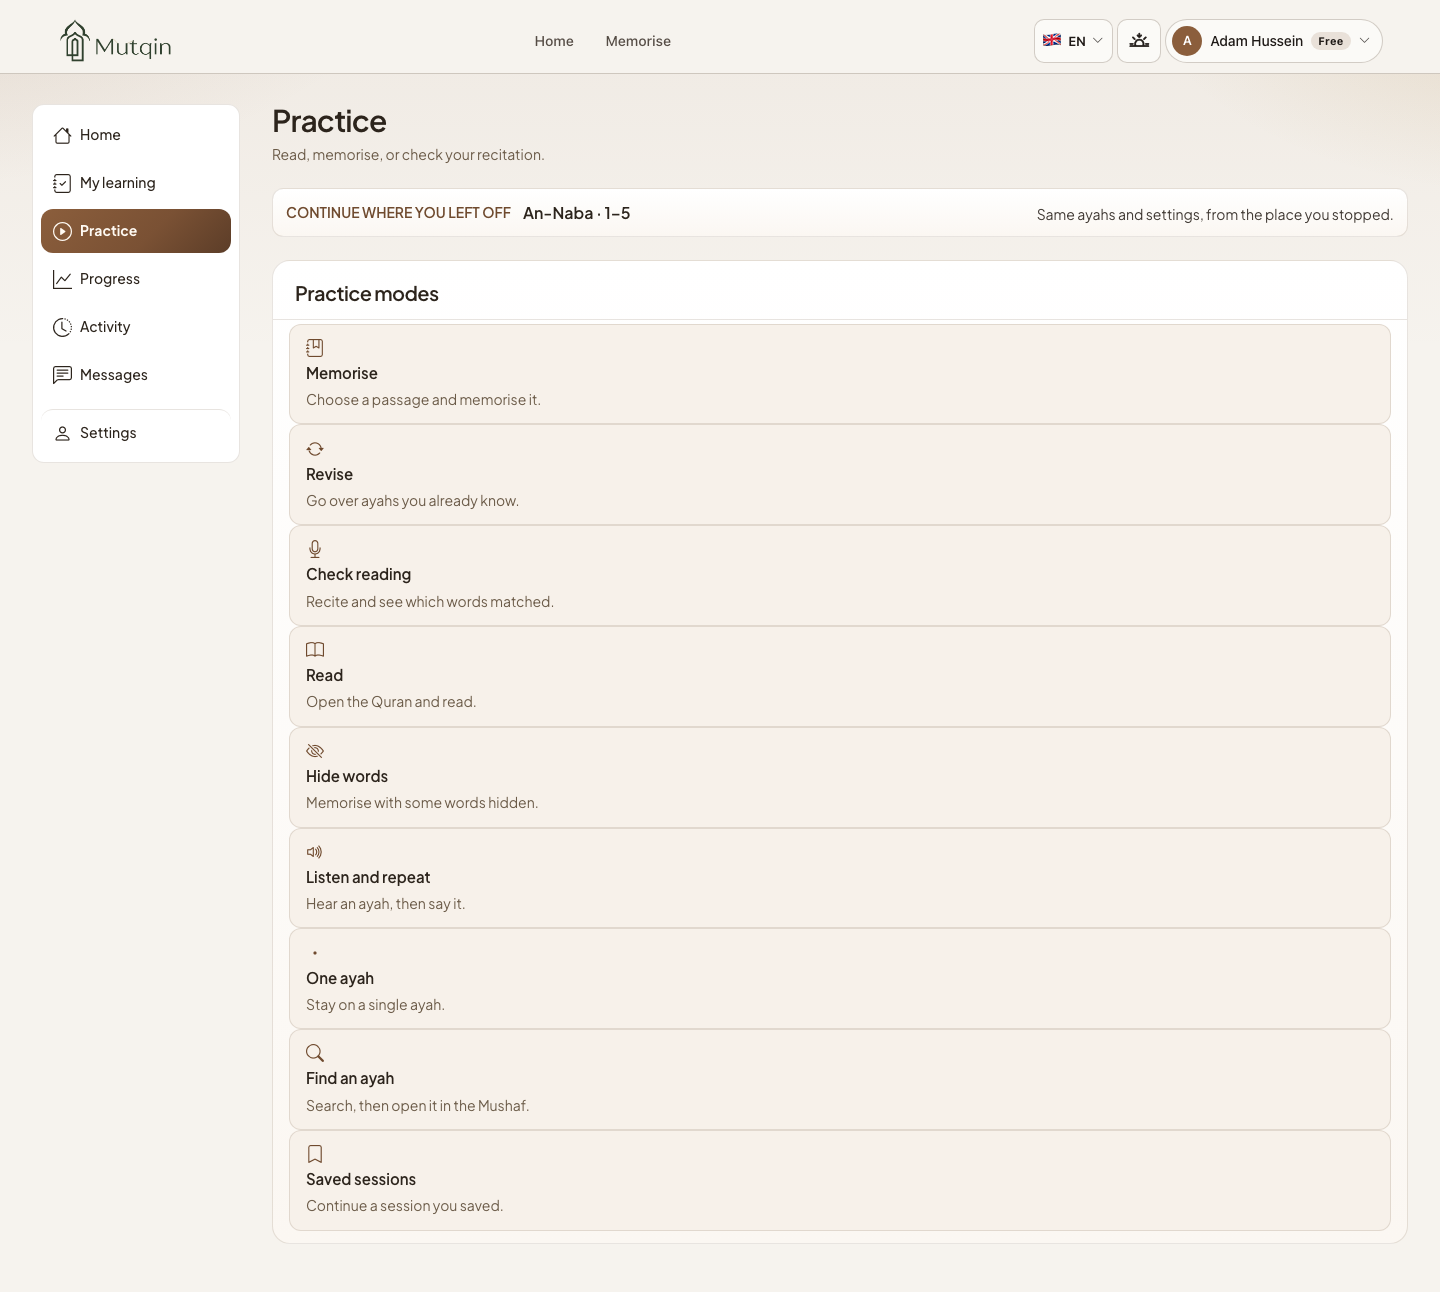 Mutqin
Home
Memorise
EN
A
Adam Hussein
Free
Home
My learning
Practice
Progress
Activity
Messages
Settings
Practice
Read, memorise, or check your recitation.
CONTINUE WHERE YOU LEFT OFF An-Naba · 1–5
Same ayahs and settings, from the place you stopped.
Practice modes
Memorise
Choose a passage and memorise it.
Revise
Go over ayahs you already know.
Check reading
Recite and see which words matched.
Read
Open the Quran and read.
Hide words
Memorise with some words hidden.
Listen and repeat
Hear an ayah, then say it.
One ayah
Stay on a single ayah.
Find an ayah
Search, then open it in the Mushaf.
Saved sessions
Continue a session you saved.